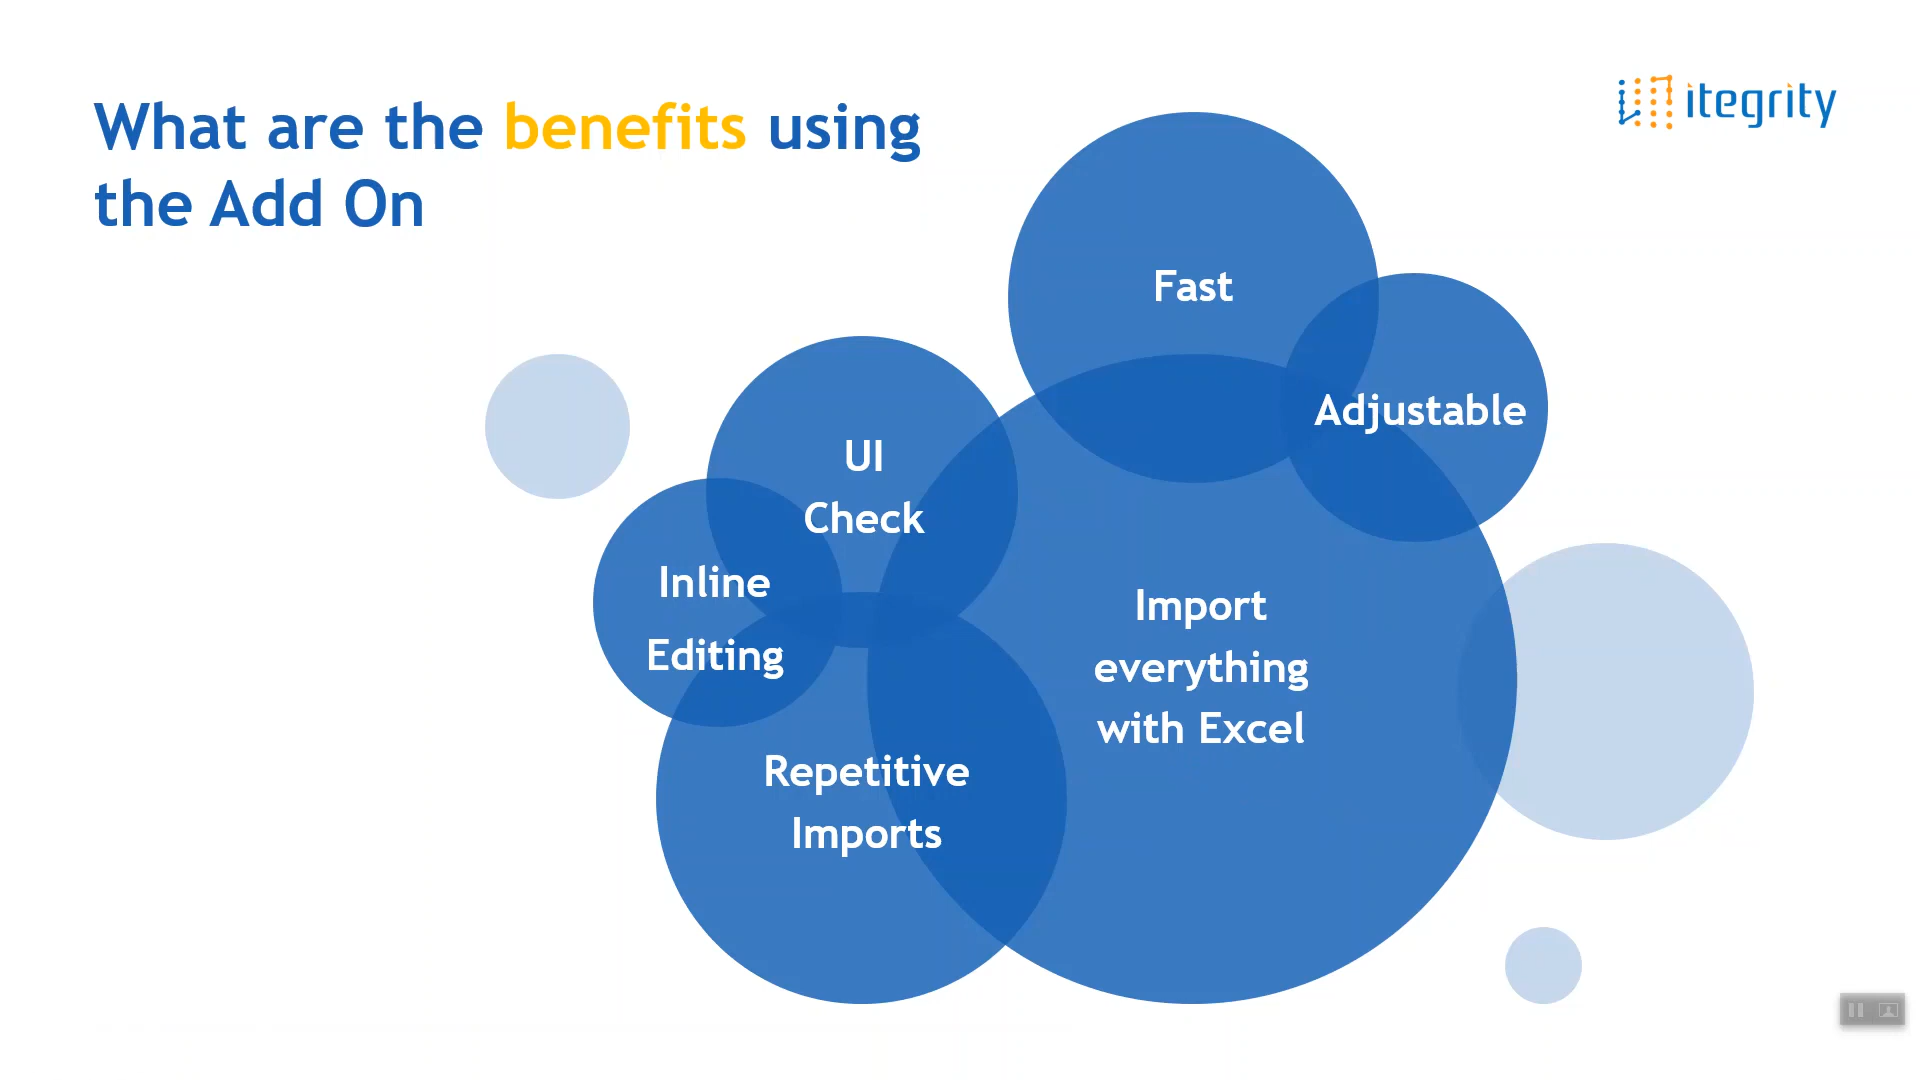 What are the benefits using
the Add On
itegrity
Fast
Adjustable
UI
Check
Inline
Editing
Import
everything
with Excel
Repetitive
Imports